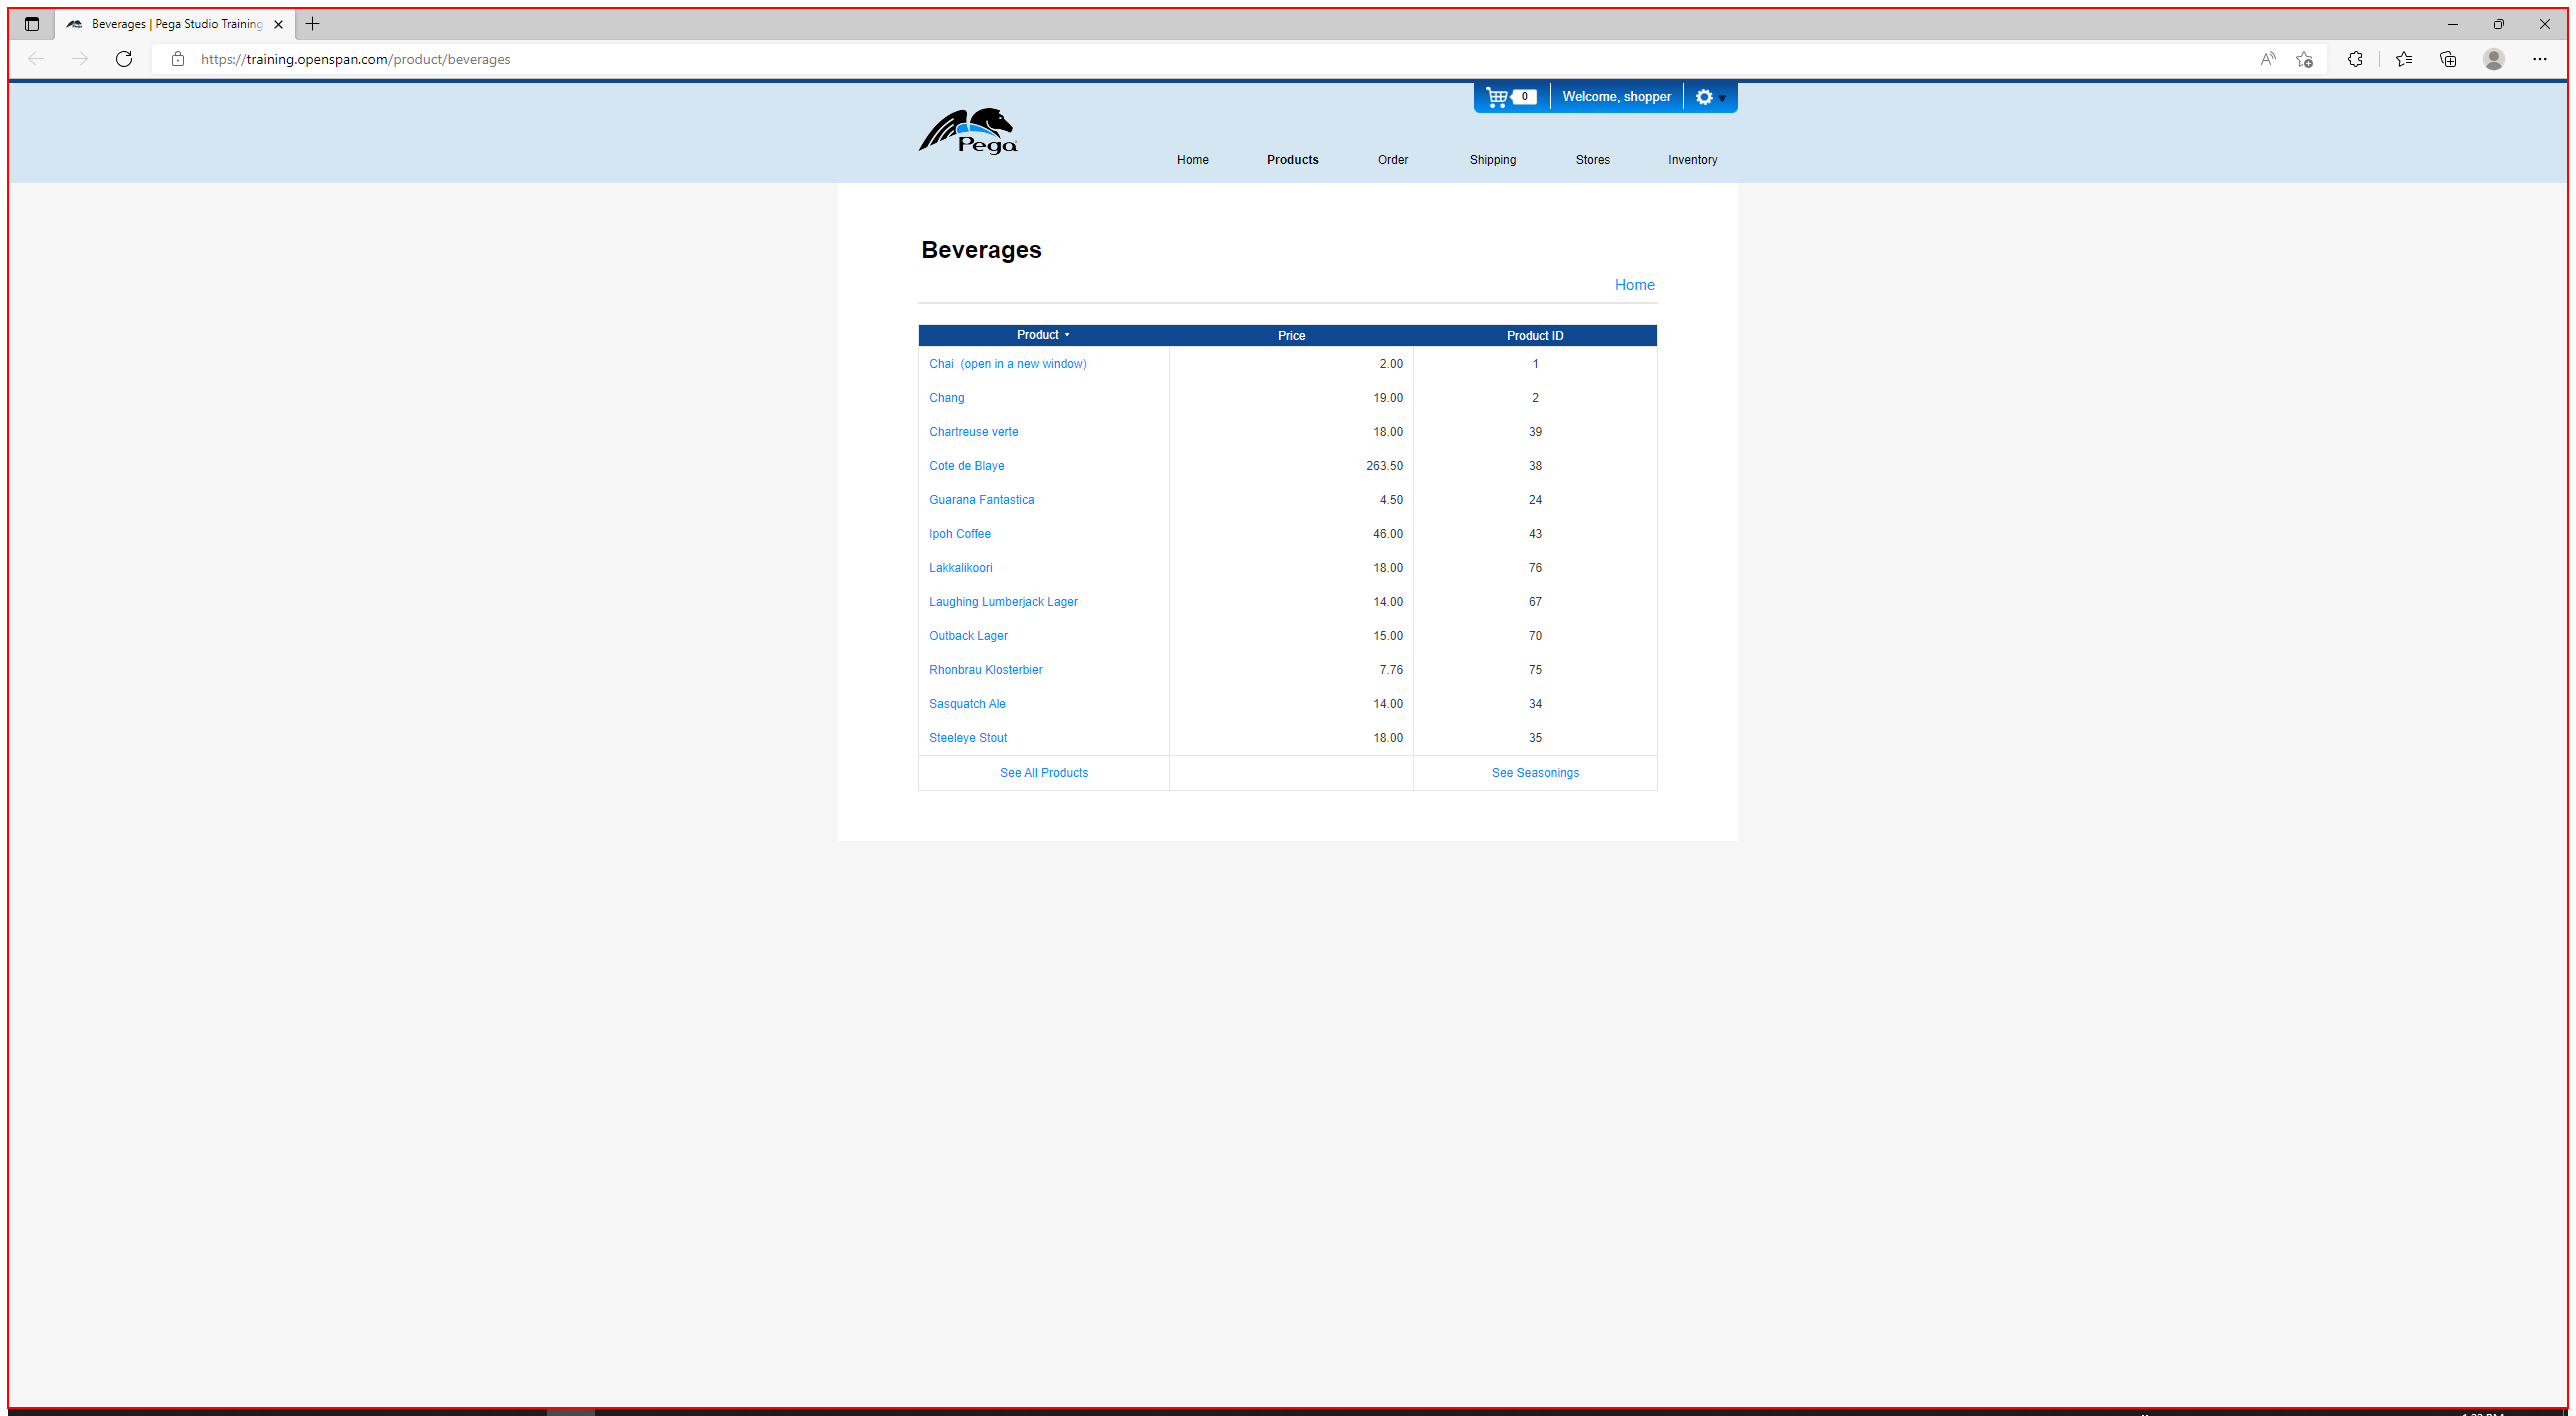 Beverages | Pega Studio Training
https://training.openspan.com/product/beverages
0 Welcome, shopper
Pega
Home Products Order Shipping Stores Inventory
Beverages
Home
Product Price Product ID
Chai (open in a new window) 2.00 1
Chang 19.00 2
Chartreuse verte 18.00 39
Cote de Blaye 263.50 38
Guarana Fantastica 4.50 24
Ipoh Coffee 46.00 43
Lakkalikoori 18.00 76
Laughing Lumberjack Lager 14.00 67
Outback Lager 15.00 70
Rhonbrau Klosterbier 7.76 75
Sasquatch Ale 14.00 34
Steeleye Stout 18.00 35
See All Products See Seasonings